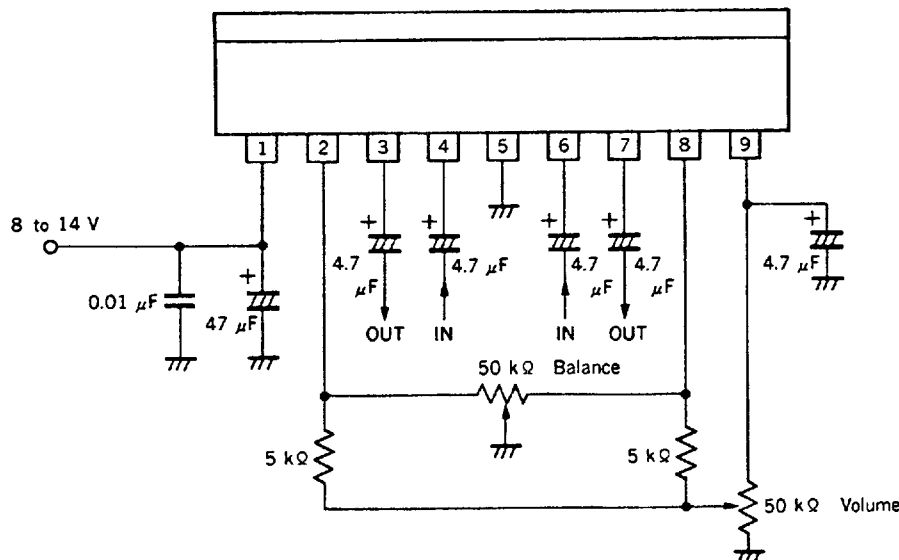 1 2 3 4 5 6 7 8 9
8 to 14 V
0.01 μF
47 μF
+
+
4.7
μF
OUT
+
4.7 μF
IN
+
4.7
μF
IN
+
4.7
μF
OUT
+
4.7 μF
50 kΩ Balance
5 kΩ
5 kΩ
50 kΩ Volume